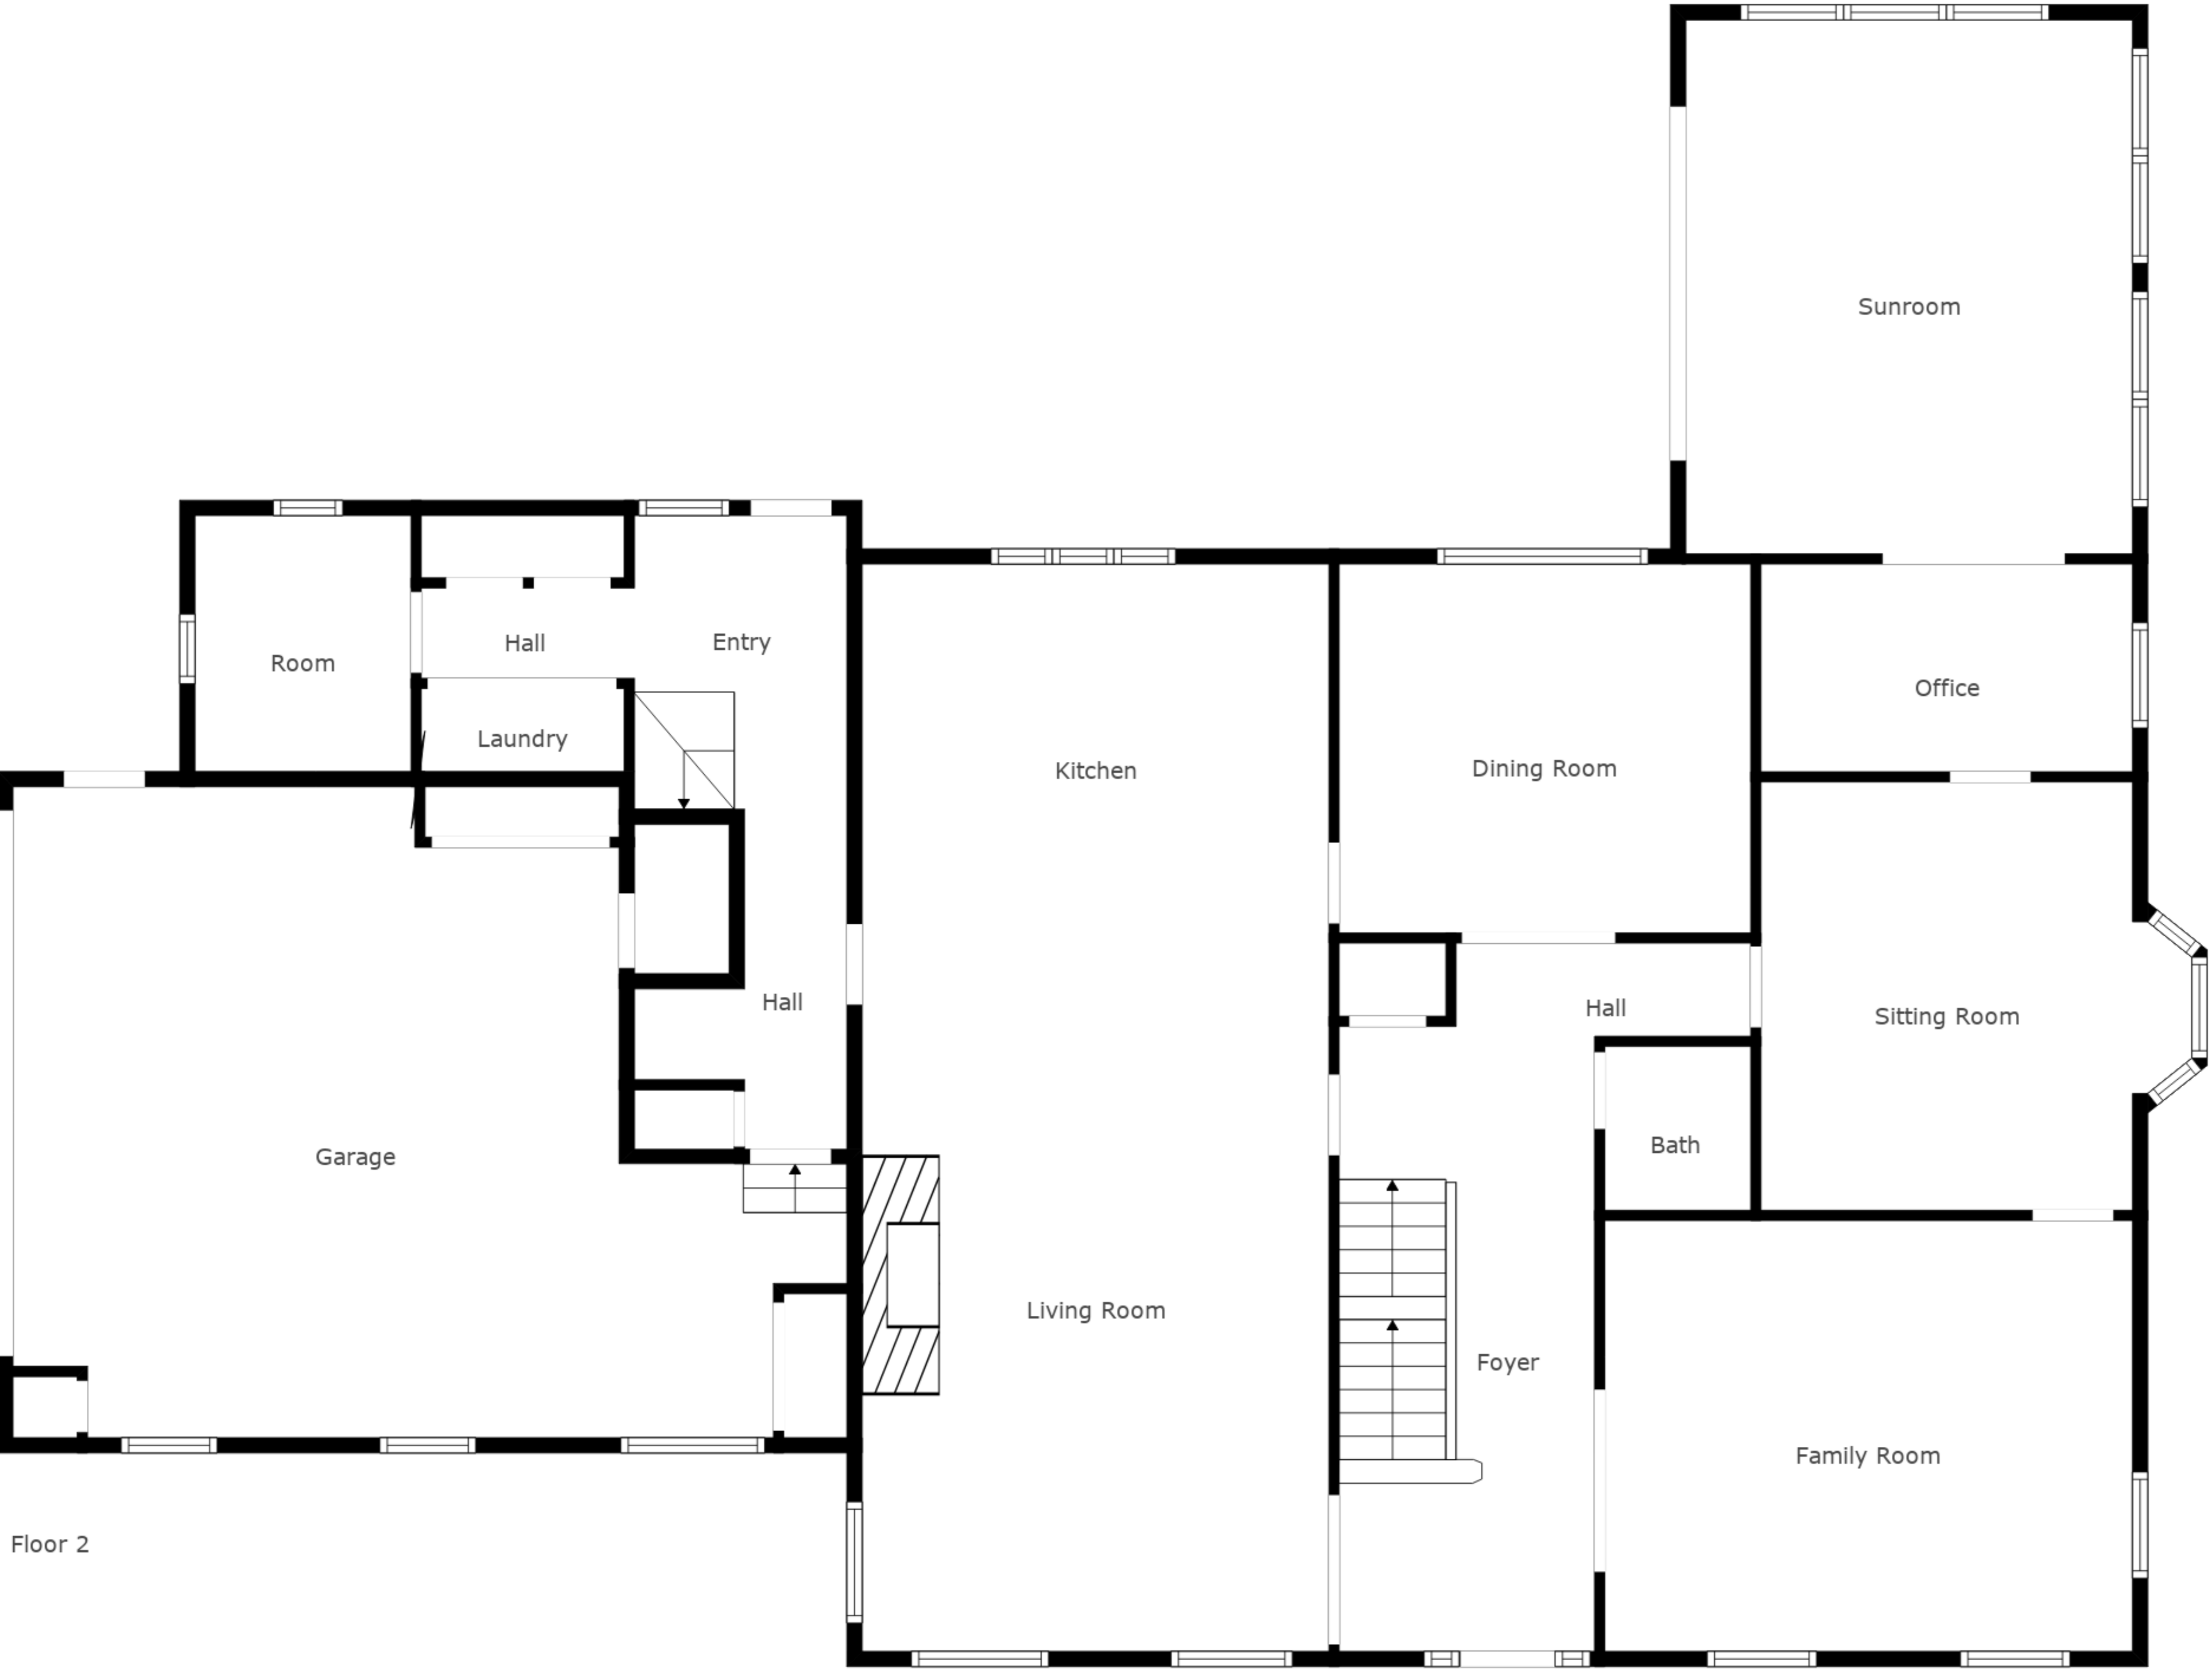 Sunroom
Hall
Entry
Room
Office
Laundry
Kitchen
Dining Room
Hall
Hall
Sitting Room
Bath
Garage
Living Room
Foyer
Family Room
Floor 2